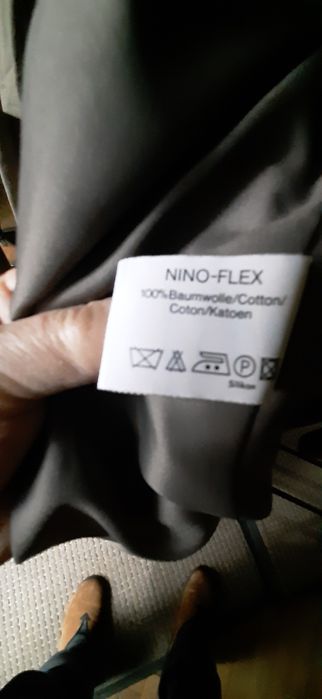 NINO-FLEX
100% Baumwolle/Cotton/
Coton/Katoen
P
Silikon